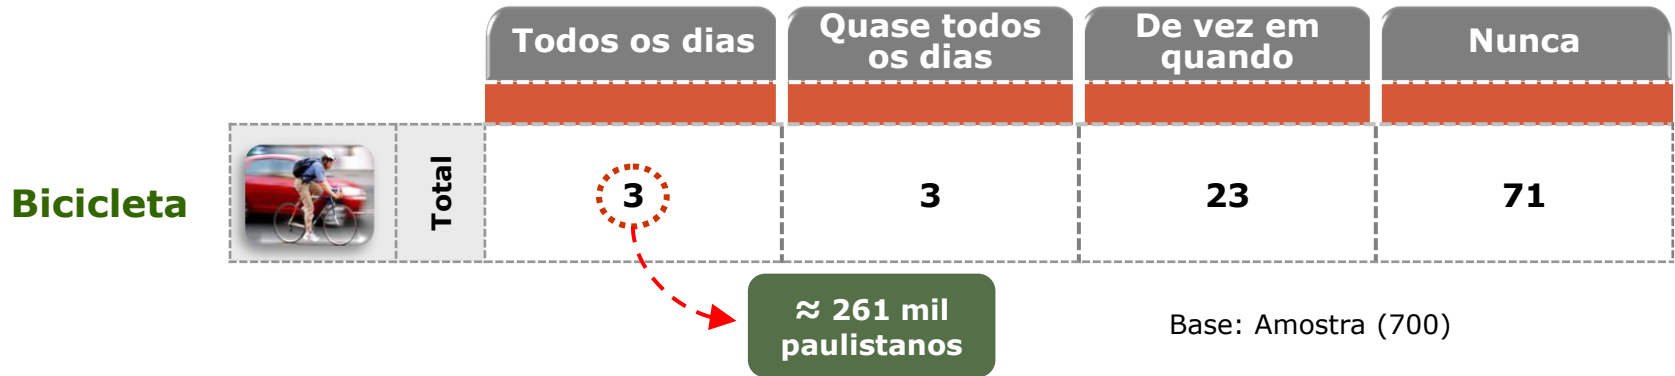 Todos os dias
Quase todos
os dias
De vez em
quando
Nunca
Bicicleta
Total
3
3
23
71
≈ 261 mil
paulistanos
Base: Amostra (700)